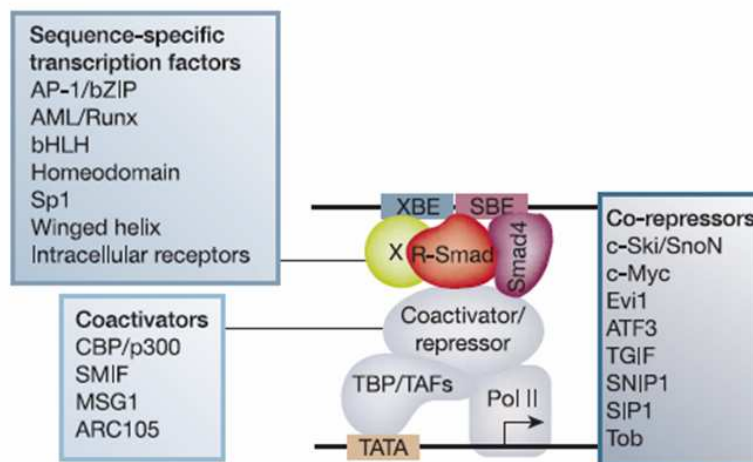 Sequence-specific
transcription factors
AP-1/bZIP
AML/Runx
bHLH
Homeodomain
Sp1
Winged helix
Intracellular receptors
Coactivators
CBP/p300
SMIF
MSG1
ARC105
XBE
SBE
X
R-Smad
Smad4
Coactivator/
repressor
TBP/TAFs
Pol II
TATA
Co-repressors
c-Ski/SnoN
c-Myc
Evi1
ATF3
TGIF
SNIP1
SIP1
Tob